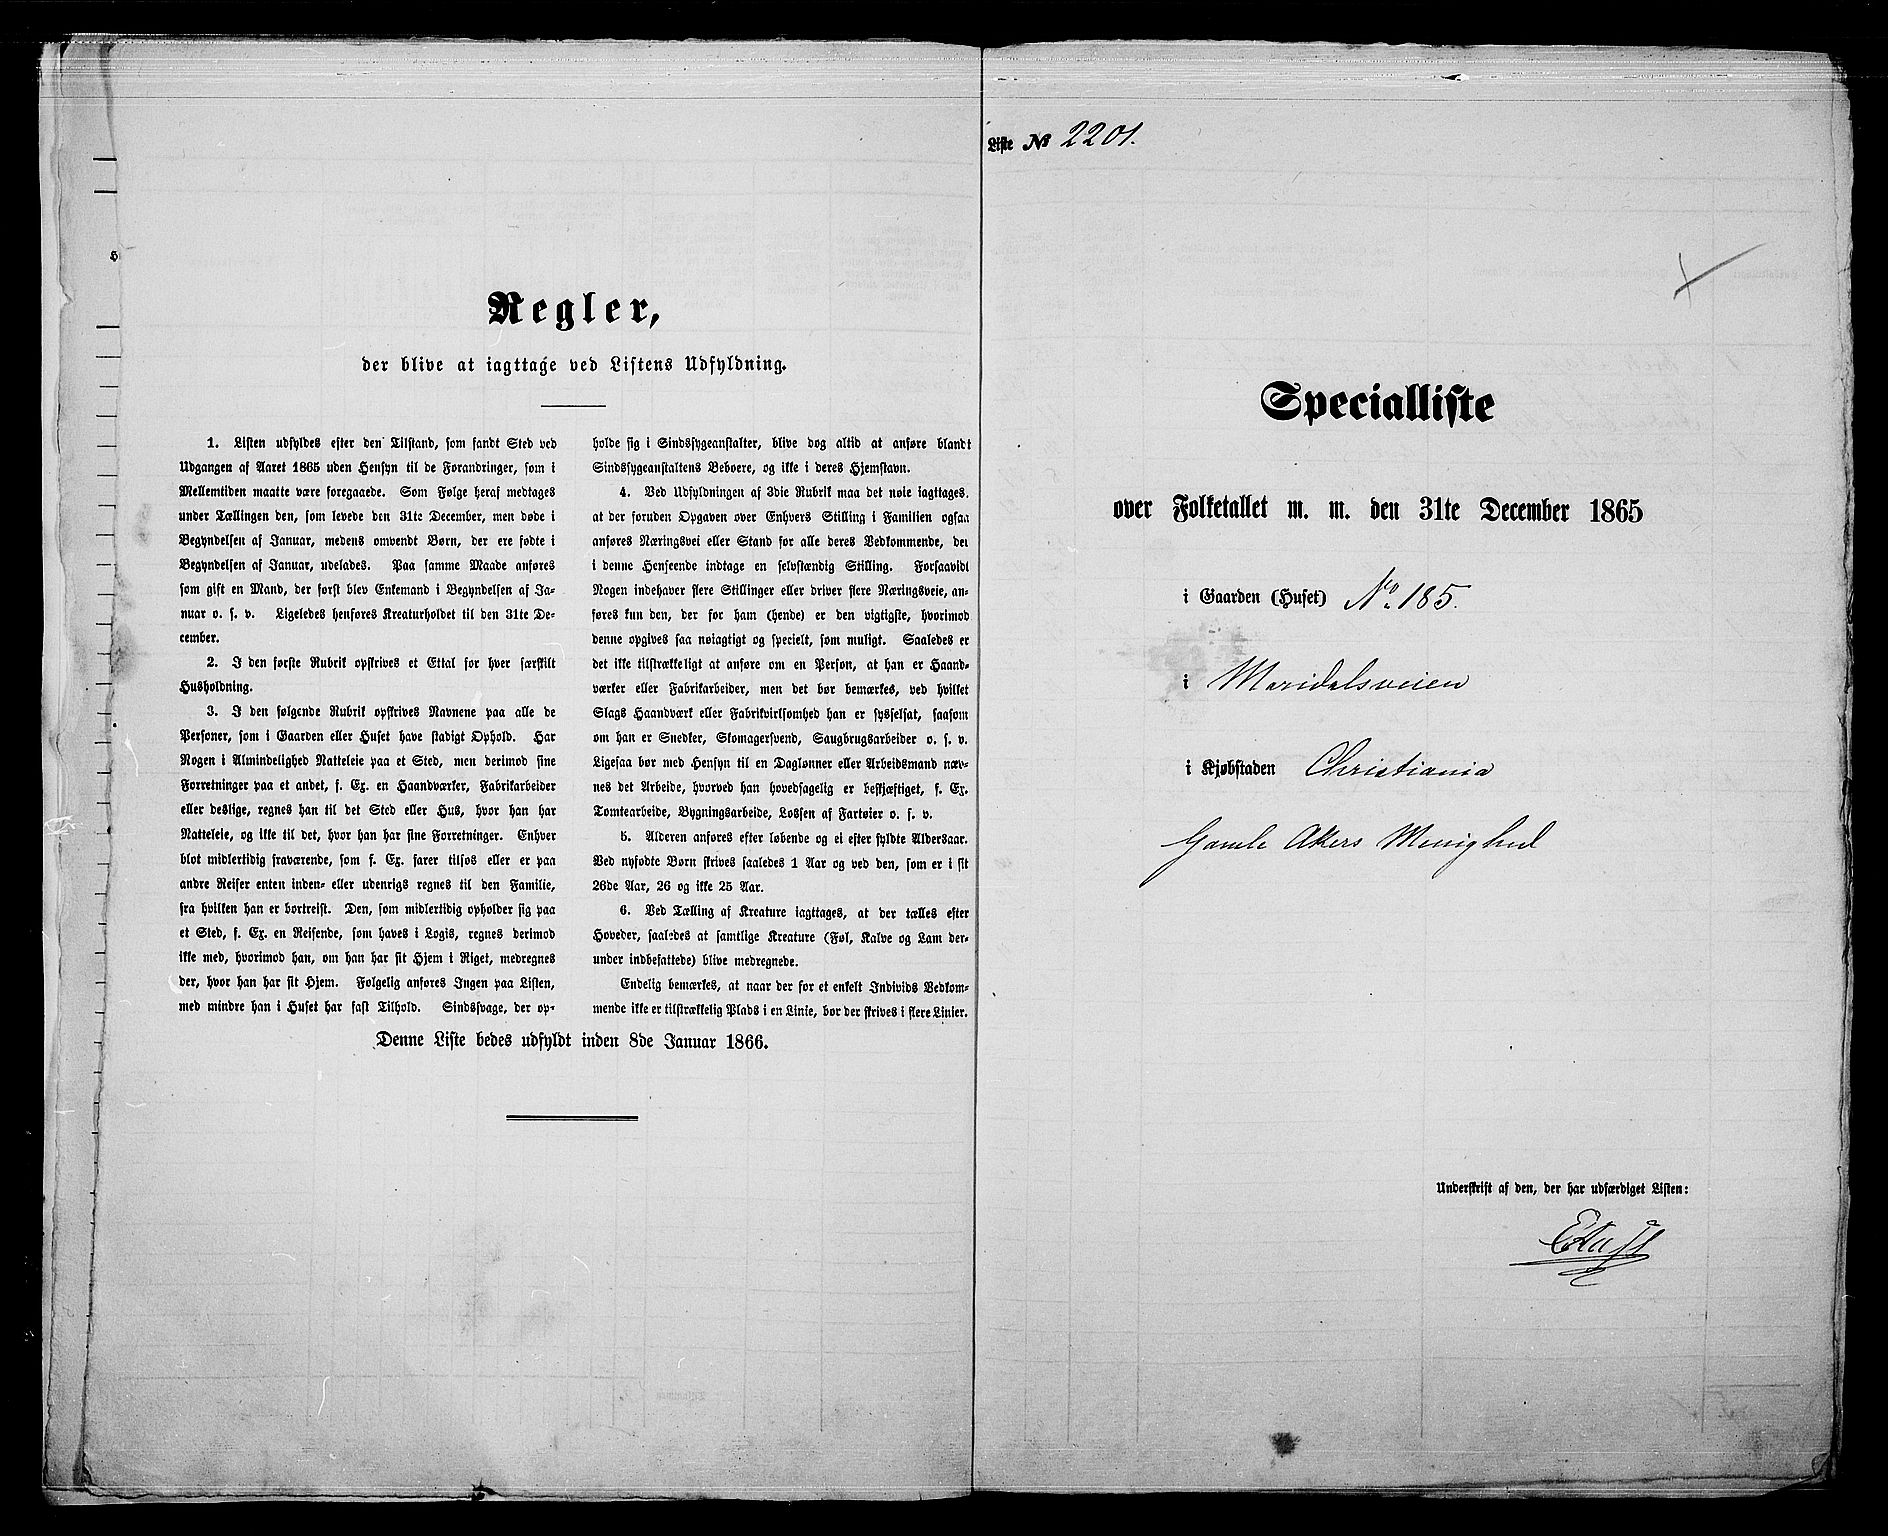 Regler,
der blive at iagttage ved Listens Udfyldning.
1. Listen udfyldes efter den Tilstand, som fandt Sted ved
Udgangen af Aaret 1865 uden Hensyn til de Forandringer, som i
Mellemtiden maatte være foregaaede. Som Følge heraf medtages
under Tællingen den, som levede den 31te December, men døde i
Begyndelsen af Januar, medens omvendt Børn, der ere fødte i
Begyndelsen af Januar, udelades. Paa samme Maade anføres
som gift en Mand, der først blev Enkemand i Begyndelsen af Ja-
nuar o. s. v. Ligeledes henføres Kreaturholdet til den 31te De-
cember.
2. I den første Rubrik opskrives et Ettal for hver særskilt
Husholdning.
3. I den følgende Rubrik opskrives Navnene paa alle de
Personer, som i Gaarden eller Huset have stadigt Ophold. Har
Nogen i Almindelighed Natteleie paa et Sted, men derimod sine
Forretninger paa et andet, f. Ex. en Haandværker, Fabrikarbeider
eller deslige, regnes han til det Sted eller Hus, hvor han har
Natteleie, og ikke til det, hvor han har sine Forretninger. Enhver
blot midlertidig fraværende, som f. Ex. farer tilsøs eller er paa
andre Reiser enten inden- eller udenrigs regnes til den Familie,
fra hvilken han er bortreist. Den, som midlertidig opholder sig paa
et Sted, f. Ex. en Reisende, som haves i Logis, regnes derimod
ikke med, hvorimod han, om han har sit Hjem i Riget, medregnes
der, hvor han har sit Hjem. Følgelig anføres Ingen paa Listen,
med mindre han i Huset har fast Tilhold. Sindssvage, der op-
holde sig i Sindssygeanstalter, blive dog altid at anføre blandt
Sindssygeanstaltens Beboere, og ikke i deres Hjemstavn.
4. Ved Udfyldningen af 3die Rubrik maa det nøie iagttages,
at der foruden Opgaven over Enhvers Stilling i Familien ogsaa
anføres Næringsvei eller Stand for alle deres Vedkommende, der
i denne Henseende indtage en selvstændig Stilling. Forsaavidt
Nogen indehaver flere Stillinger eller driver flere Næringsveie, an-
føres kun den, der for ham (hende) er den vigtigste, hvorimod
denne opgives saa nøiagtigt og specielt, som muligt. Saaledes er
det ikke tilstrækkeligt at anføre om en Person, at han er Haand-
værker eller Fabrikarbeider, men det bør bemærkes, ved hvilket
Slags Haandværk eller Fabrikvirksomhed han er sysselsat, saasom
om han er Snedker, Skomagersvend, Saugbrugsarbeider o. s. v.
Ligesaa bør med Hensyn til en Dagløner eller Arbeidsmand næv-
nes det Arbeide, hvorved han hovedsagelig er beskjæftiget, f. Ex.
Tomtearbeide, Bygningsarbeide, Lossen af Fartøier o. s. v.
5. Alderen anføres efter løbende og ei efter fyldte Aldersaar.
Ved nyfødte Børn skrives saaledes 1 Aar og ved den, som er i sit
26de Aar, 26 og ikke 25 Aar.
6. Ved Tælling af Kreature iagttages, at der tælles efter
Hoveder, saaledes at samtlige Kreature (Føl, Kalve og Lam der-
under indbefattede) blive medregnede.
Endelig bemærkes, at naar der for et enkelt Individs Vedkom-
mende ikke er tilstrækkelig Plads i en Linie, bør der skrives i flere Linier.
Denne Liste bedes udfyldt inden 8de Januar 1866.
Liste № 2201.
Specialliste
over Folketallet m. m. den 31te December 1865
i Gaarden (Huset) No. 185.
i Maridalsveien
i Kjøbstaden Christiania
Gamle Akers Menighed
Underskrift af den, der har udfærdiget Listen: